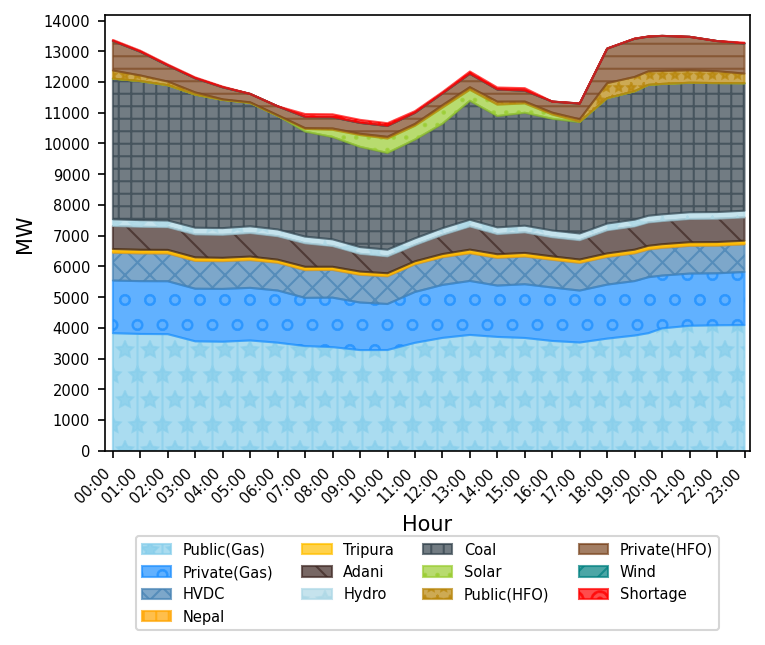 14000
13000
12000
11000
10000
9000
8000
7000
6000
5000
4000
3000
2000
1000
0
MW
00:00 01:00 02:00 03:00 04:00 05:00 06:00 07:00 08:00 09:00 10:00 11:00 12:00 13:00 14:00 15:00 16:00 17:00 18:00 19:00 20:00 21:00 22:00 23:00
Hour
Public(Gas) Tripura Coal Private(HFO)
Private(Gas) Adani Solar Wind
HVDC Hydro Public(HFO) Shortage
Nepal